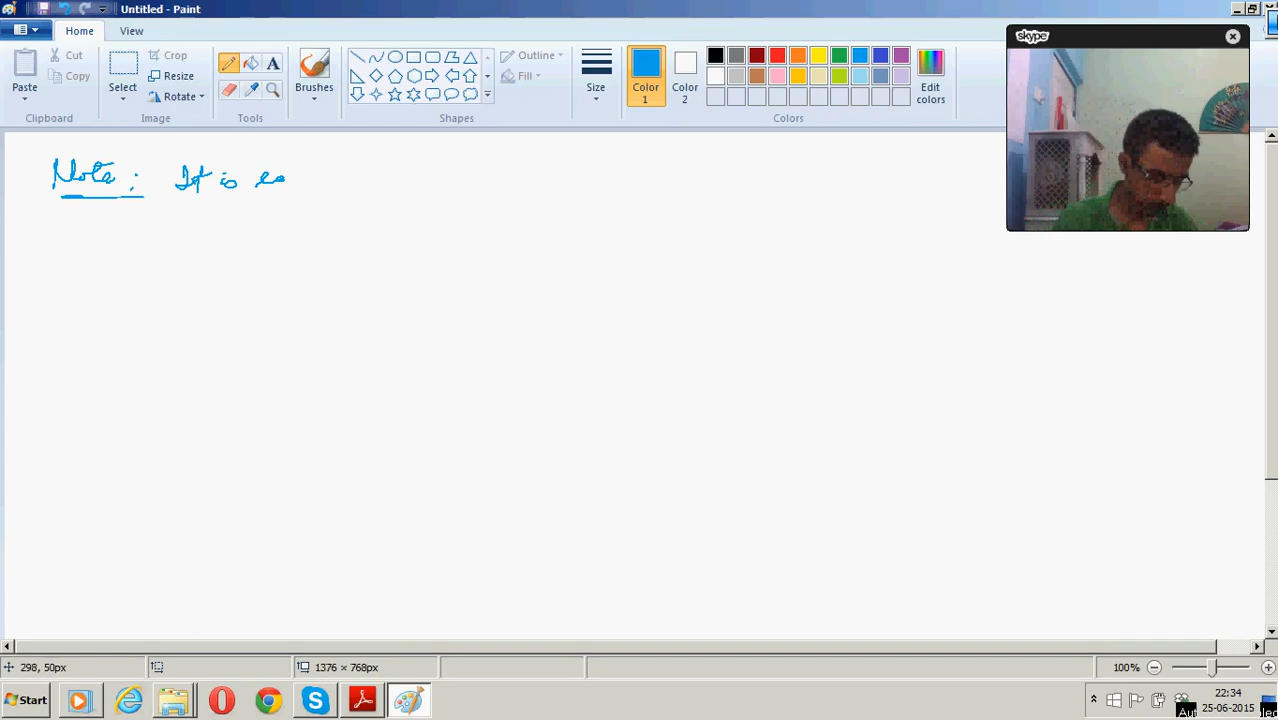 Untitled - Paint
Home View
Cut
Copy
Paste
Clipboard
Select
Crop
Resize
Rotate
Image
Tools
A
Brushes
Shapes
Outline
Fill
Size
Color 1
Color 2
Edit colors
Colors
skype
Note: It is
298, 50px
1376 × 768px
100%
Start
22:34
25-06-2015